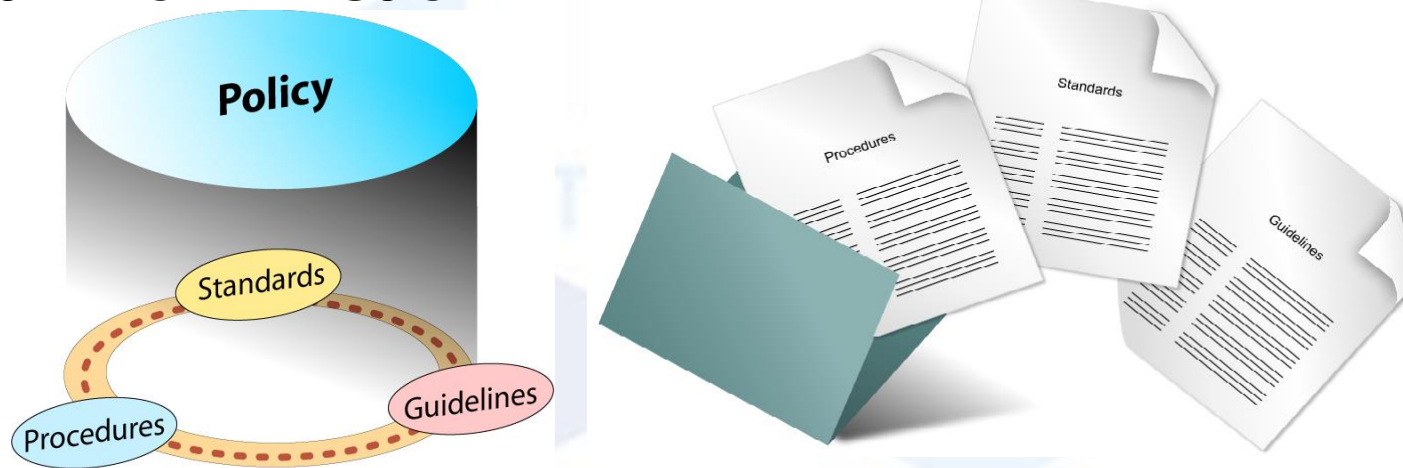 Policy
Standards
Guidelines
Procedures
Procedures
Standards
Guidelines